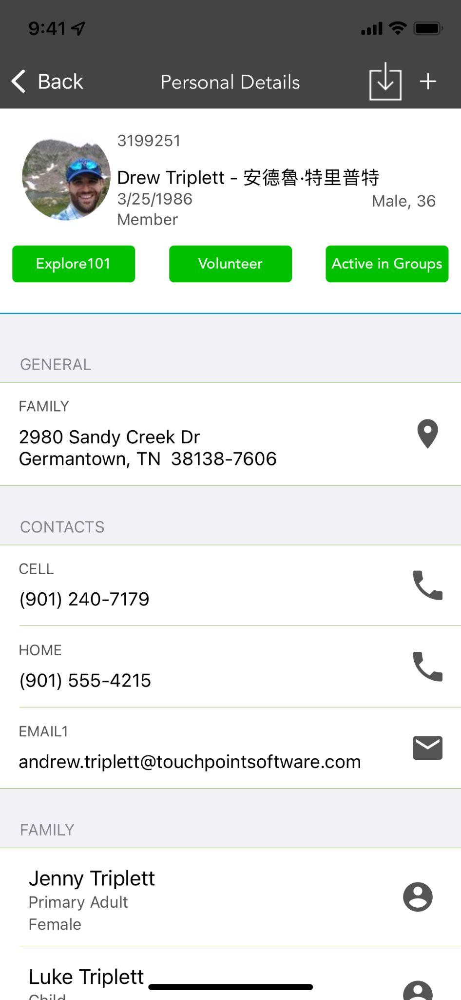 9:41
Back
Personal Details
3199251
Drew Triplett - 安德魯·特里普特
3/25/1986
Male, 36
Member
Explore101
Volunteer
Active in Groups
GENERAL
FAMILY
2980 Sandy Creek Dr
Germantown, TN  38138-7606
CONTACTS
CELL
(901) 240-7179
HOME
(901) 555-4215
EMAIL1
andrew.triplett@touchpointsoftware.com
FAMILY
Jenny Triplett
Primary Adult
Female
Luke Triplett
Child